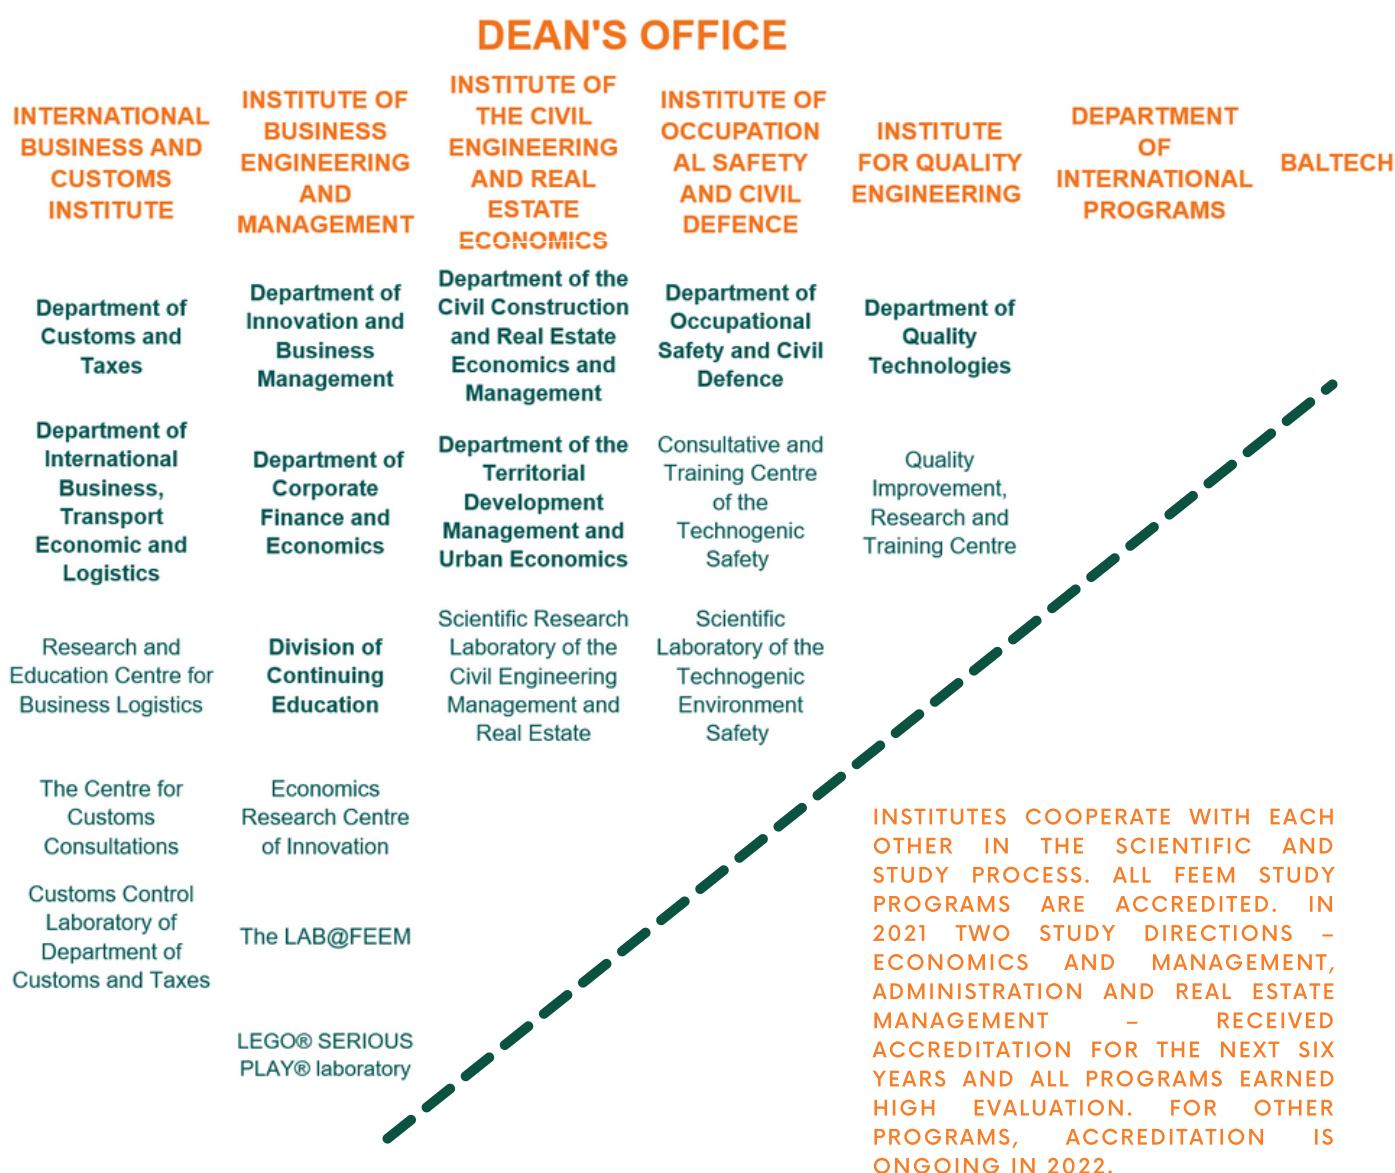 DEAN'S OFFICE
INTERNATIONAL
BUSINESS AND
CUSTOMS
INSTITUTE
INSTITUTE OF
BUSINESS
ENGINEERING
AND
MANAGEMENT
INSTITUTE OF
THE CIVIL
ENGINEERING
AND REAL
ESTATE
ECONOMICS
INSTITUTE OF
OCCUPATION
AL SAFETY
AND CIVIL
DEFENCE
INSTITUTE
FOR QUALITY
ENGINEERING
DEPARTMENT
OF
INTERNATIONAL
PROGRAMS
BALTECH
Department of
Customs and
Taxes
Department of
Innovation and
Business
Management
Department of the
Civil Construction
and Real Estate
Economics and
Management
Department of
Occupational
Safety and Civil
Defence
Department of
Quality
Technologies
Department of
International
Business,
Transport
Economic and
Logistics
Department of
Corporate
Finance and
Economics
Department of the
Territorial
Development
Management and
Urban Economics
Consultative and
Training Centre
of the
Technogenic
Safety
Quality
Improvement,
Research and
Training Centre
Research and
Education Centre for
Business Logistics
Division of
Continuing
Education
Scientific Research
Laboratory of the
Civil Engineering
Management and
Real Estate
Scientific
Laboratory of the
Technogenic
Environment
Safety
The Centre for
Customs
Consultations
Economics
Research Centre
of Innovation
Customs Control
Laboratory of
Department of
Customs and Taxes
The LAB@FEEM
LEGO® SERIOUS
PLAY® laboratory
INSTITUTES COOPERATE WITH EACH
OTHER IN THE SCIENTIFIC AND
STUDY PROCESS. ALL FEEM STUDY
PROGRAMS ARE ACCREDITED. IN
2021 TWO STUDY DIRECTIONS –
ECONOMICS AND MANAGEMENT,
ADMINISTRATION AND REAL ESTATE
MANAGEMENT – RECEIVED
ACCREDITATION FOR THE NEXT SIX
YEARS AND ALL PROGRAMS EARNED
HIGH EVALUATION. FOR OTHER
PROGRAMS, ACCREDITATION IS
ONGOING IN 2022.